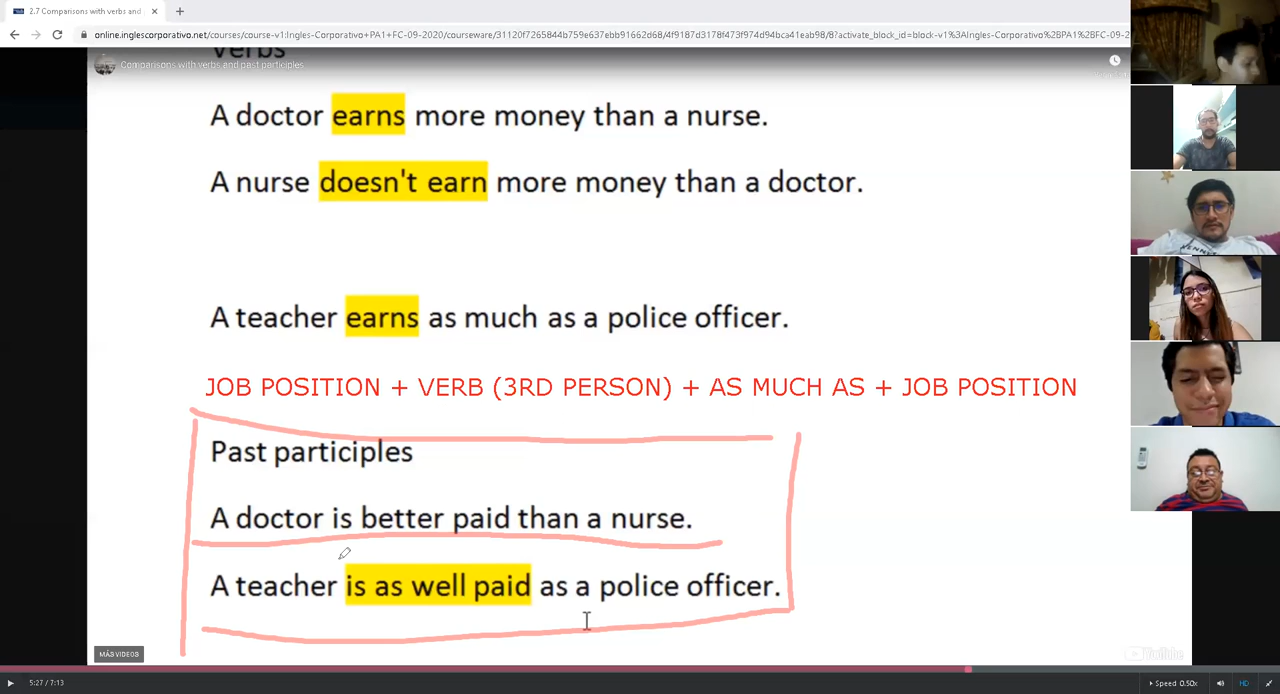 2.7 Comparisons with verbs and
online.inglescorporativo.net/courses/course-v1:Ingles-Corporativo+PA1+FC-09-2020/courseware/31120f7265844b759e637ebb91662d68/4f9187d3178f473f974d94bca41eab98/8?activate_block_id=block-v1%3AIngles-Corporativo%2BPA1%2BFC-09-2
Verbs
Comparisons with verbs and past participles
A doctor earns more money than a nurse.
A nurse doesn't earn more money than a doctor.
A teacher earns as much as a police officer.
JOB POSITION + VERB (3RD PERSON) + AS MUCH AS + JOB POSITION
Past participles
A doctor is better paid than a nurse.
A teacher is as well paid as a police officer.
MÁS VIDEOS
YouTube
5:27 / 7:13
Speed 0.50x
HD